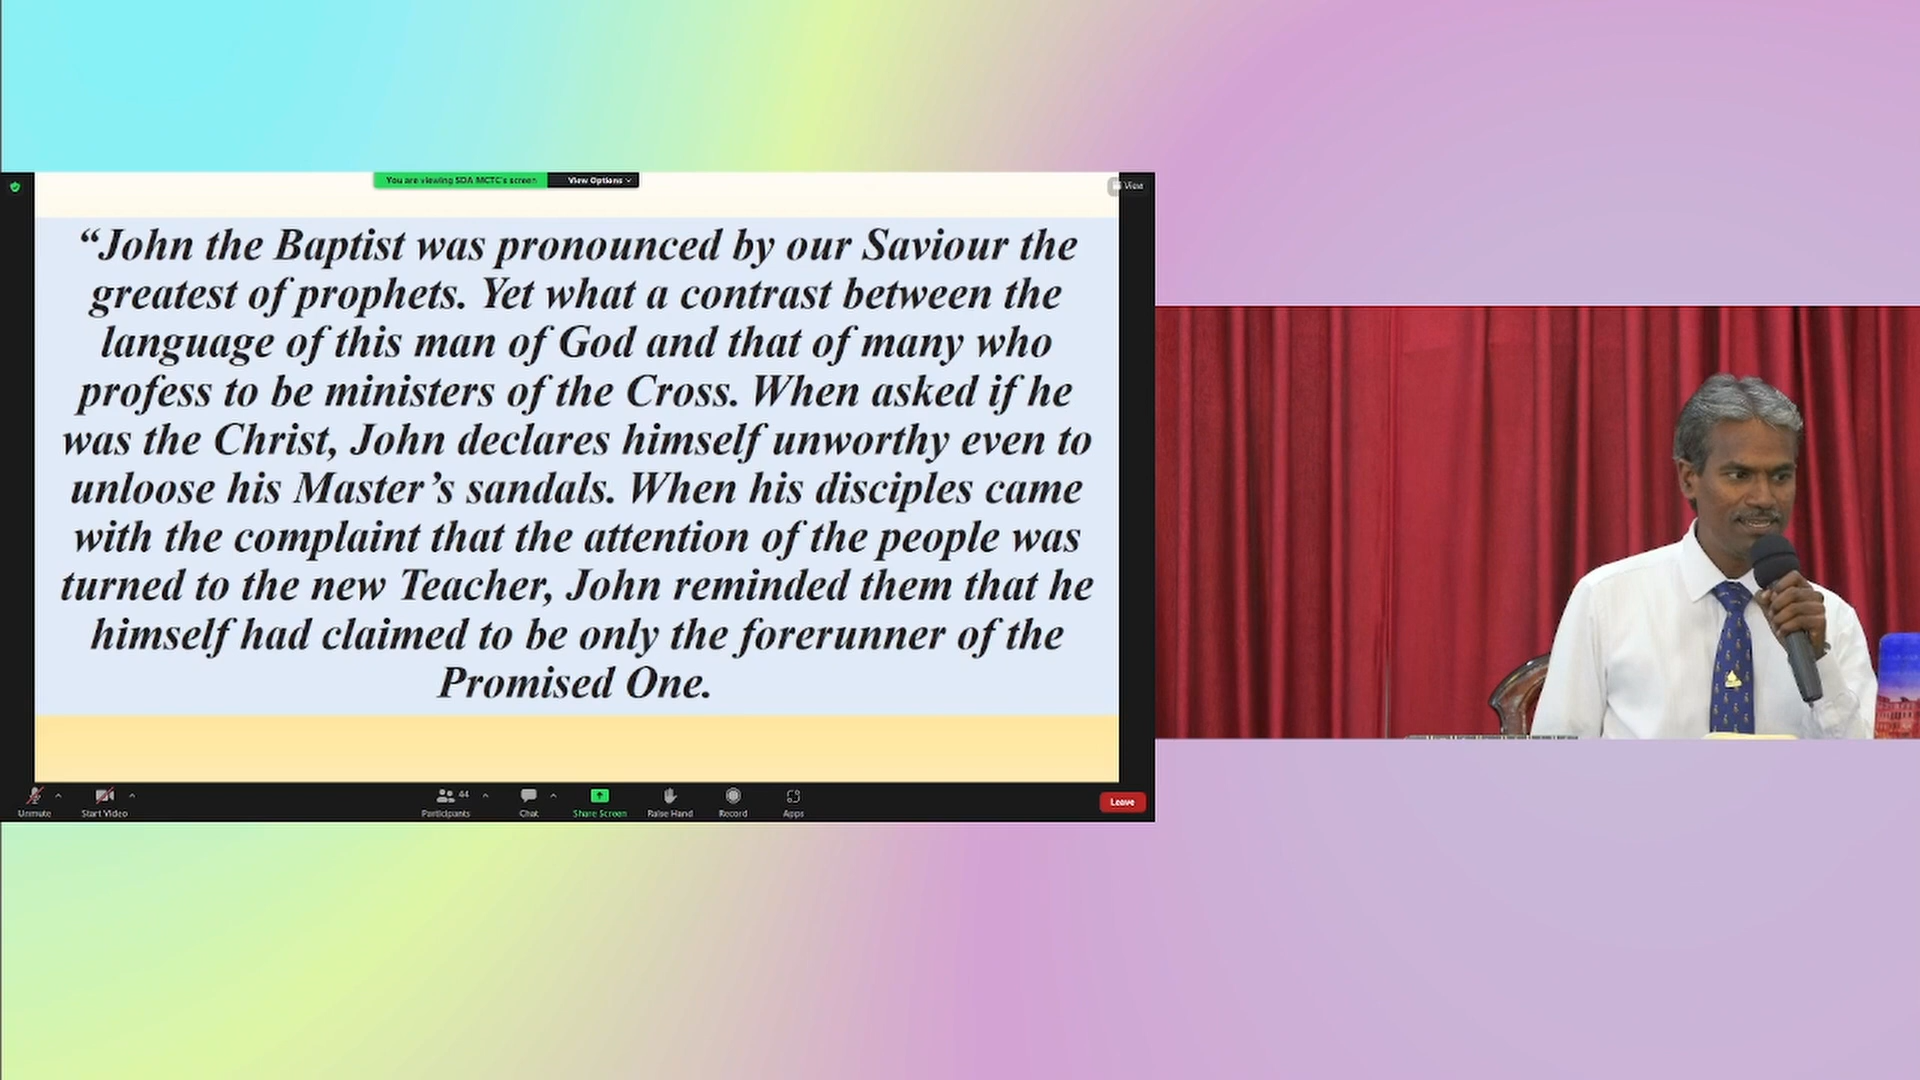 You are viewing SDA MCTC's screen
View Options
View
“John the Baptist was pronounced by our Saviour the
greatest of prophets. Yet what a contrast between the
language of this man of God and that of many who
profess to be ministers of the Cross. When asked if he
was the Christ, John declares himself unworthy even to
unloose his Master’s sandals. When his disciples came
with the complaint that the attention of the people was
turned to the new Teacher, John reminded them that he
himself had claimed to be only the forerunner of the
Promised One.
44
Unmute
Start Video
Participants
Chat
Share Screen
Raise Hand
Record
Apps
Leave